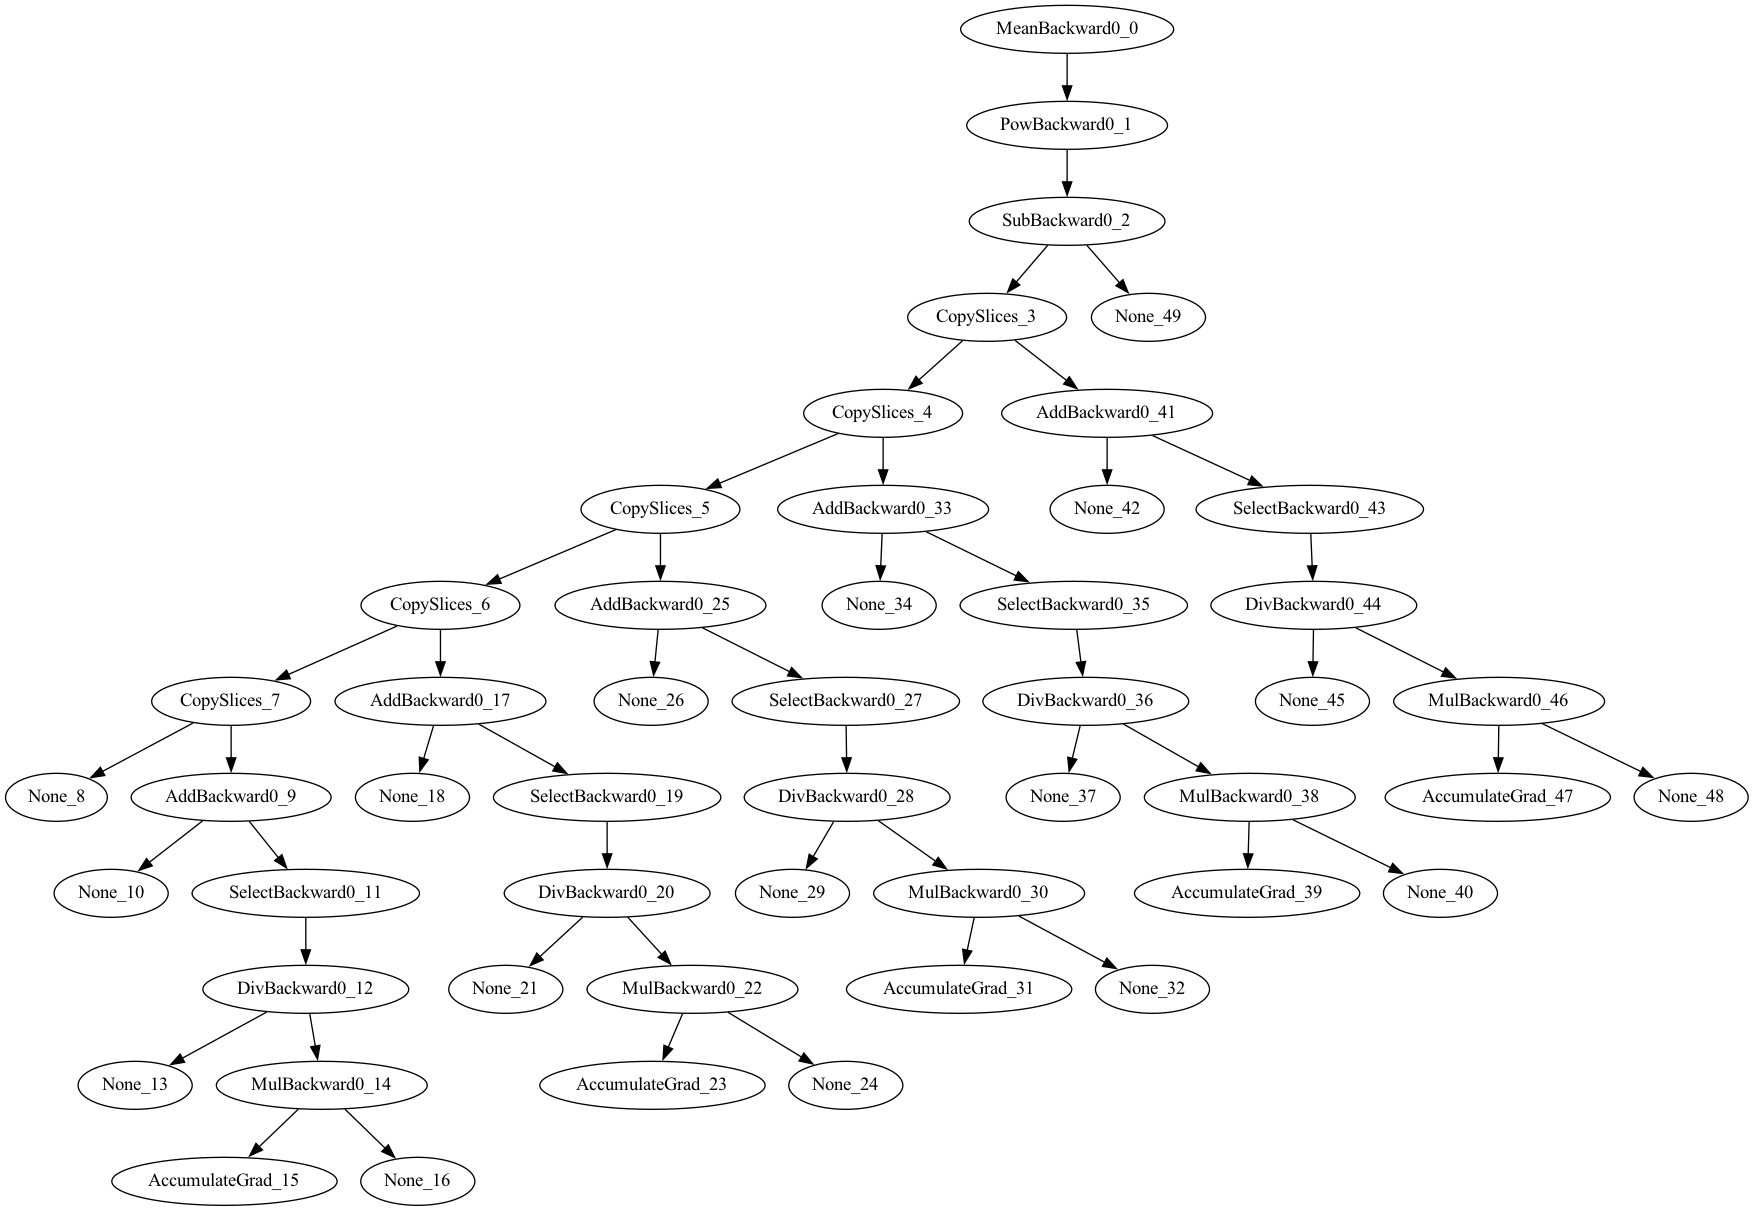 MeanBackward0_0
PowBackward0_1
SubBackward0_2
CopySlices_3
None_49
CopySlices_4
AddBackward0_41
CopySlices_5
AddBackward0_33
None_42
SelectBackward0_43
CopySlices_6
AddBackward0_25
None_34
SelectBackward0_35
DivBackward0_44
CopySlices_7
AddBackward0_17
None_26
SelectBackward0_27
DivBackward0_36
None_45
MulBackward0_46
None_8
AddBackward0_9
None_18
SelectBackward0_19
DivBackward0_28
None_37
MulBackward0_38
AccumulateGrad_47
None_48
None_10
SelectBackward0_11
DivBackward0_20
None_29
MulBackward0_30
AccumulateGrad_39
None_40
DivBackward0_12
None_21
MulBackward0_22
AccumulateGrad_31
None_32
None_13
MulBackward0_14
AccumulateGrad_23
None_24
AccumulateGrad_15
None_16